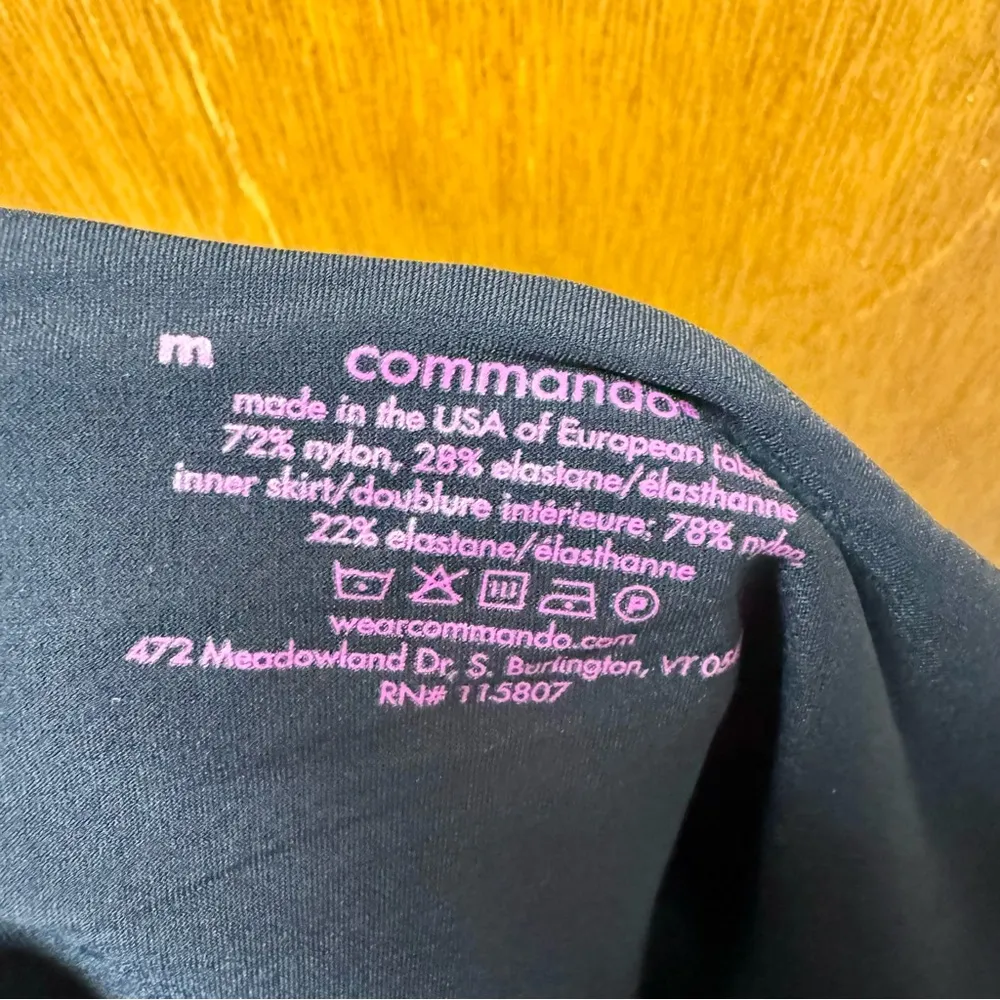 m
commando®
made in the USA of European
72% nylon, 28% elastane/élasthanne
inner skirt/doublure intérieure: 78% nylon,
22% elastane/élasthanne
P
wearcommando.com
472 Meadowland Dr, S. Burlington, VT
RN# 115807